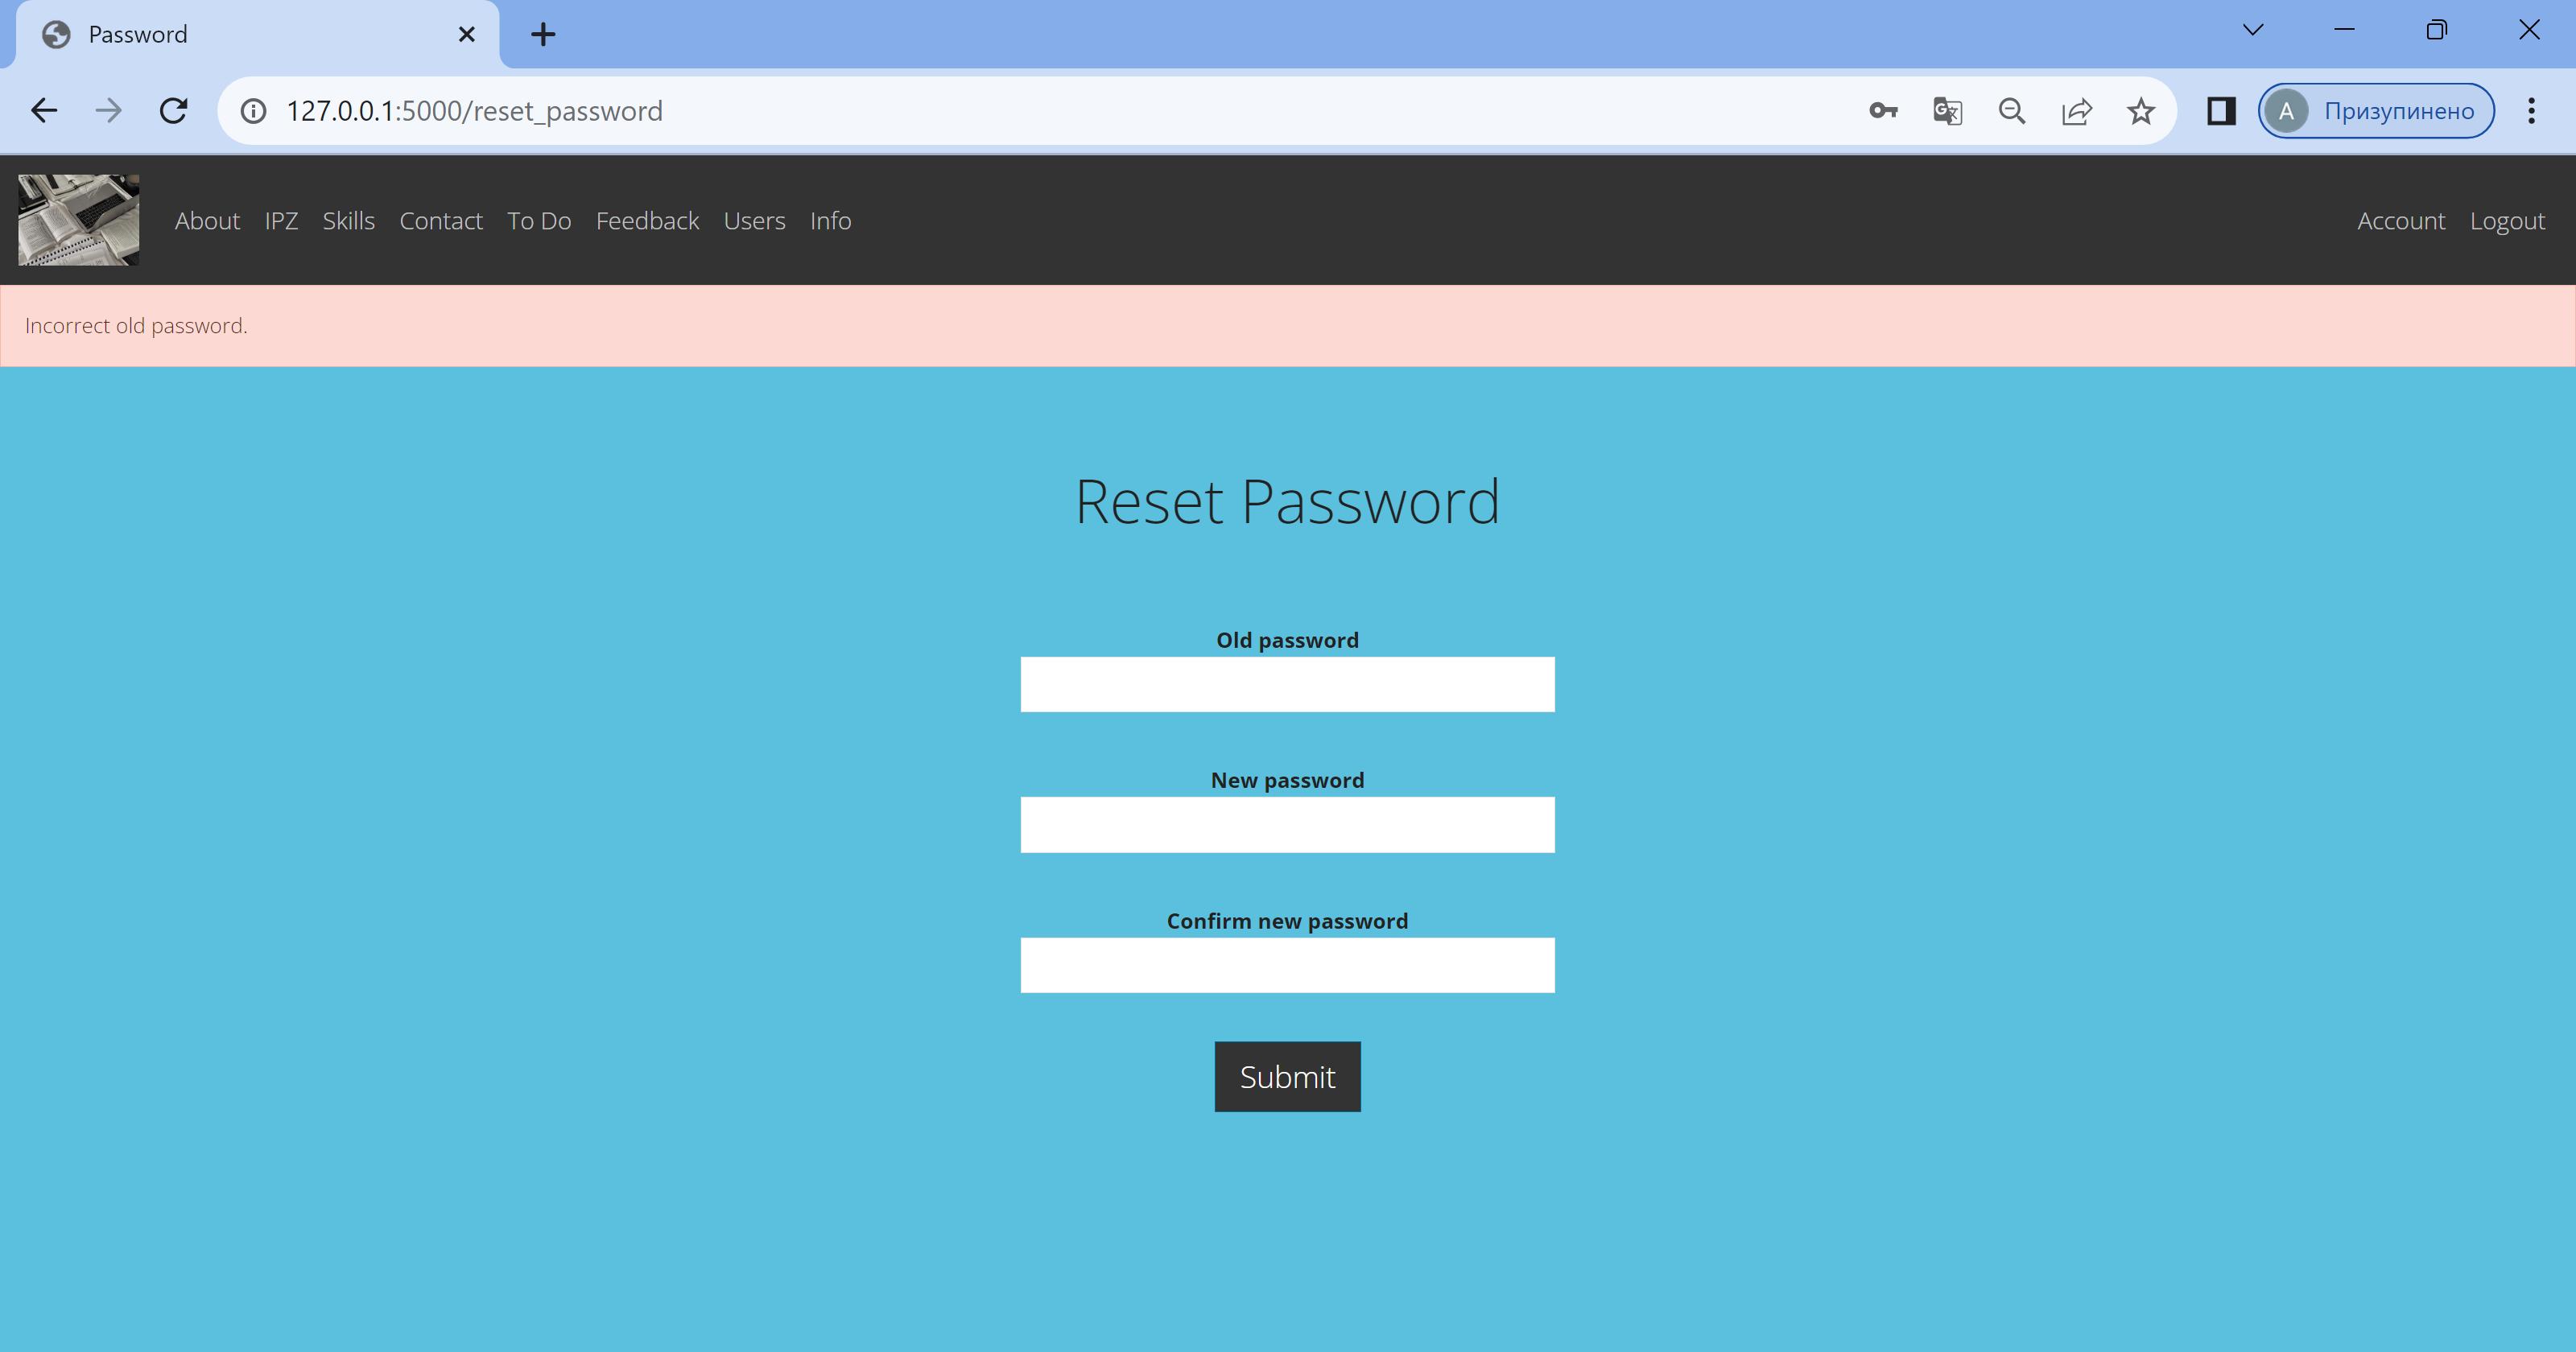 Password
127.0.0.1:5000/reset_password
A Призупинено
About IPZ Skills Contact To Do Feedback Users Info Account Logout
Incorrect old password.
Reset Password
Old password
New password
Confirm new password
Submit